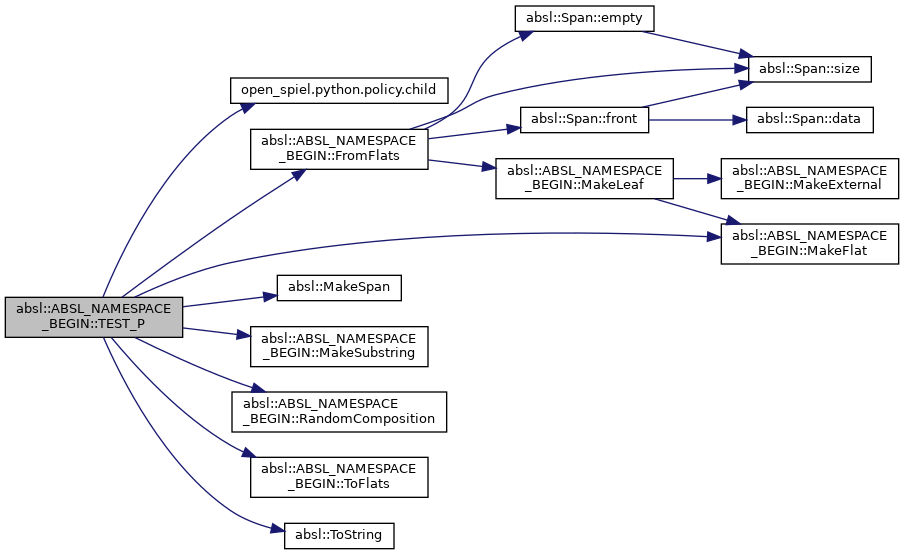 absl::Span::empty
absl::Span::size
open_spiel.python.policy.child
absl::Span::front
absl::Span::data
absl::ABSL_NAMESPACE
_BEGIN::FromFlats
absl::ABSL_NAMESPACE
_BEGIN::MakeLeaf
absl::ABSL_NAMESPACE
_BEGIN::MakeExternal
absl::ABSL_NAMESPACE
_BEGIN::MakeFlat
absl::MakeSpan
absl::ABSL_NAMESPACE
_BEGIN::TEST_P
absl::ABSL_NAMESPACE
_BEGIN::MakeSubstring
absl::ABSL_NAMESPACE
_BEGIN::RandomComposition
absl::ABSL_NAMESPACE
_BEGIN::ToFlats
absl::ToString